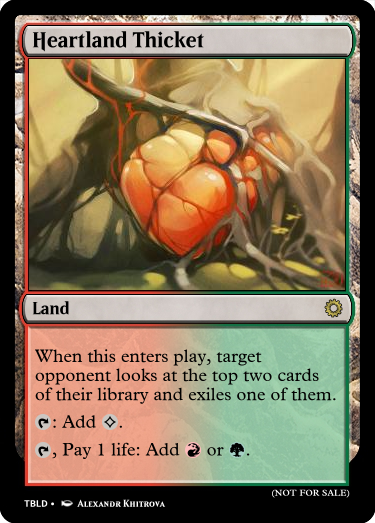 Heartland Thicket
Land
When this enters play, target
opponent looks at the top two cards
of their library and exiles one of them.
: Add .
, Pay 1 life: Add or .
(NOT FOR SALE)
TBLD • Alexandr Khitrova